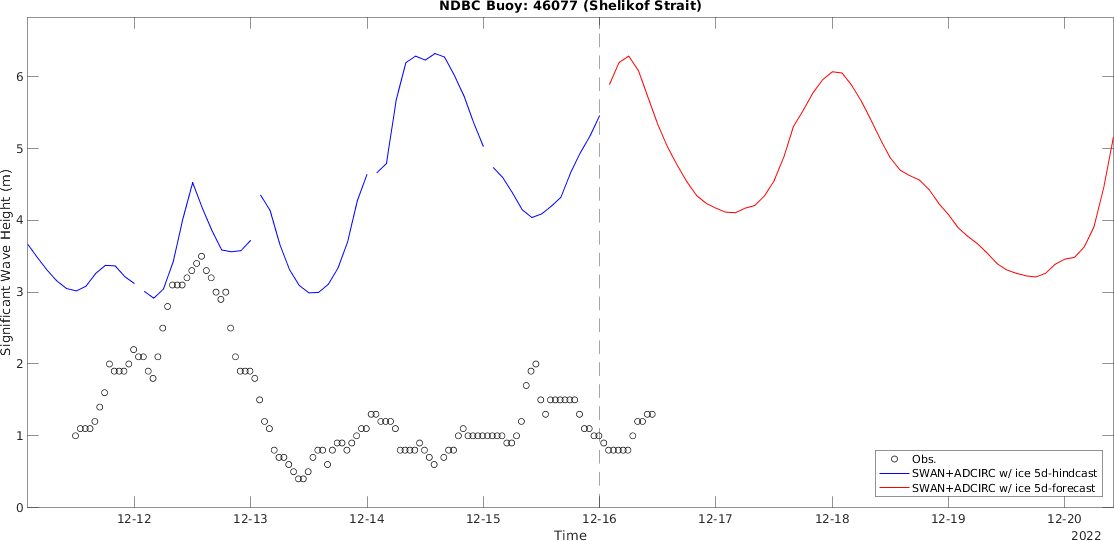 NDBC Buoy: 46077 (Shelikof Strait)
Significant Wave Height (m)
6
5
4
3
2
1
0
Obs.
SWAN+ADCIRC w/ ice 5d-hindcast
SWAN+ADCIRC w/ ice 5d-forecast
12-12 12-13 12-14 12-15 12-16 12-17 12-18 12-19 12-20
Time
2022